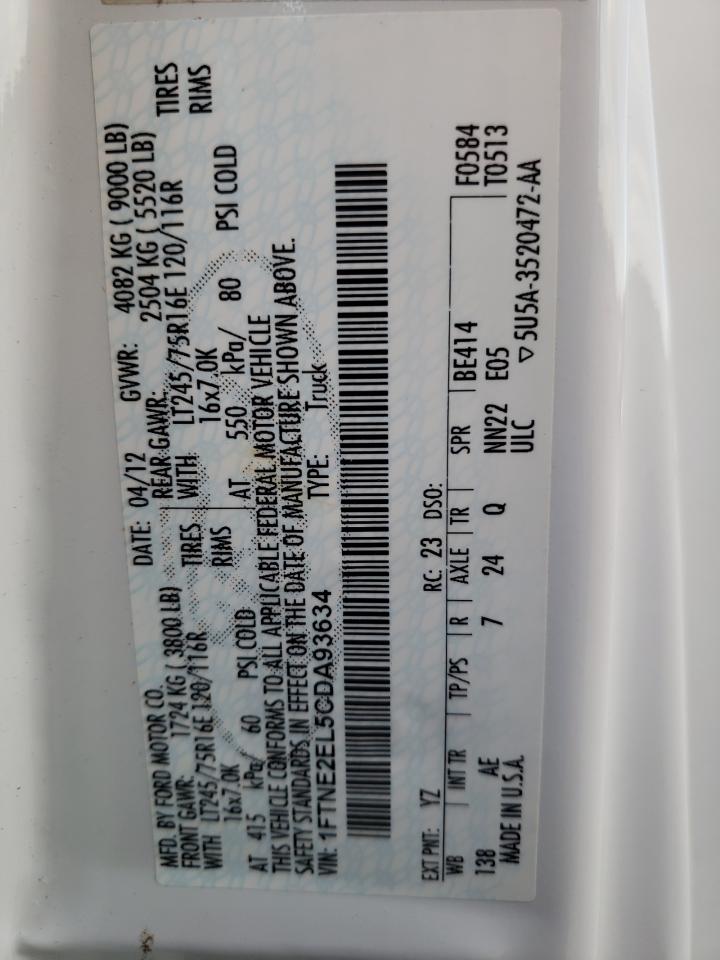 MFD. BY FORD MOTOR CO. DATE: 04/12 GVWR: 4082 KG ( 9000 LB)
FRONT GAWR: 1724 KG ( 3800 LB) REAR GAWR: 2504 KG ( 5520 LB)
WITH LT245/75R16E 120/116R TIRES WITH LT245/75R16E 120/116R TIRES
16x7.0K RIMS 16x7.0K RIMS
AT 415 kPa/ 60 PSI COLD AT 550 kPa/ 80 PSI COLD
THIS VEHICLE CONFORMS TO ALL APPLICABLE FEDERAL MOTOR VEHICLE
SAFETY STANDARDS IN EFFECT ON THE DATE OF MANUFACTURE SHOWN ABOVE.
VIN: 1FTNE2EL5CDA93634 TYPE: Truck
EXT PNT: YZ RC: 23 DSO:
WB INT TR TP/PS R AXLE TR SPR BE414 F0584
138 AE 7 24 Q NN22 E05 T0513
MADE IN U.S.A. ULC ▽ 5U5A-3520472-AA